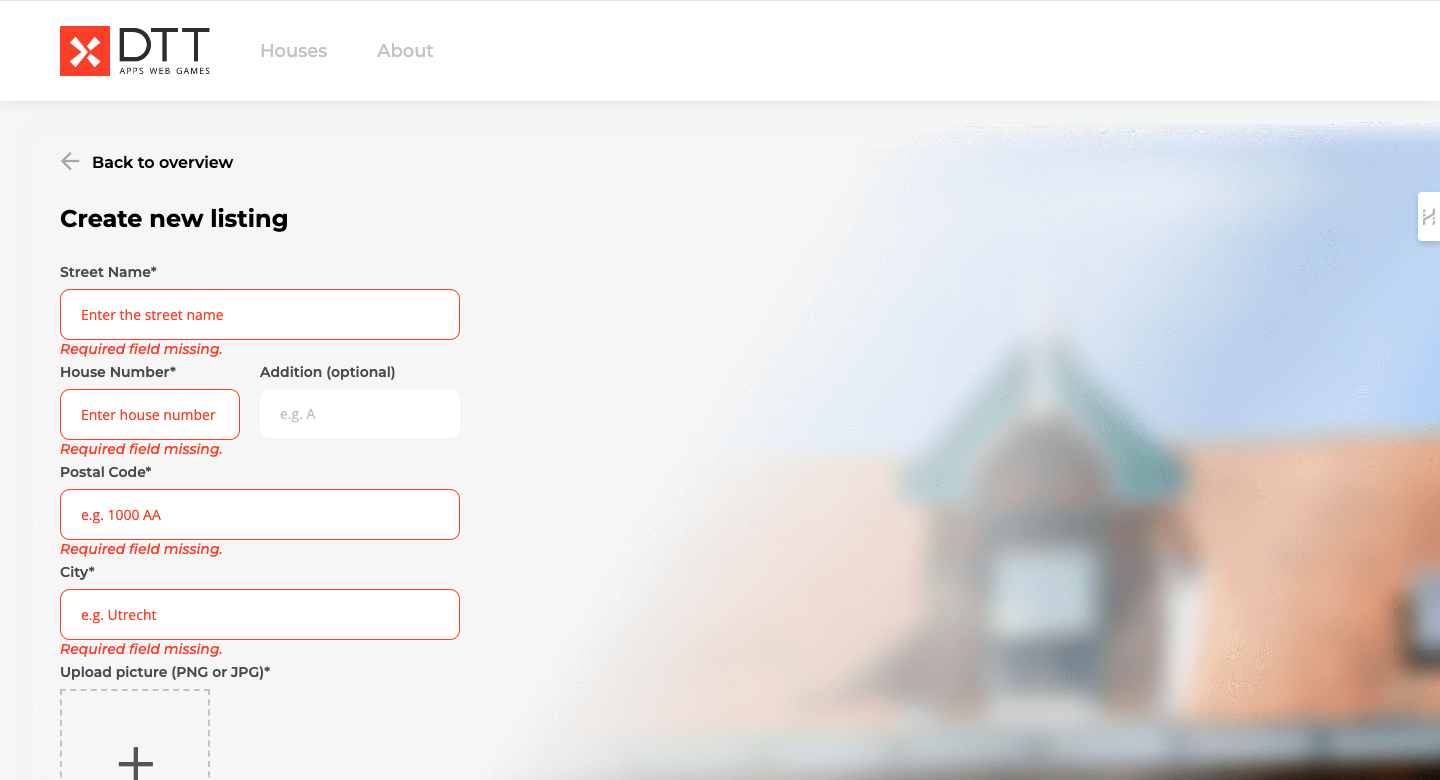 DTT
APPS WEB GAMES
Houses
About
Back to overview
Create new listing
Street Name*
Enter the street name
Required field missing.
House Number*
Addition (optional)
Enter house number
e.g. A
Required field missing.
Postal Code*
e.g. 1000 AA
Required field missing.
City*
e.g. Utrecht
Required field missing.
Upload picture (PNG or JPG)*